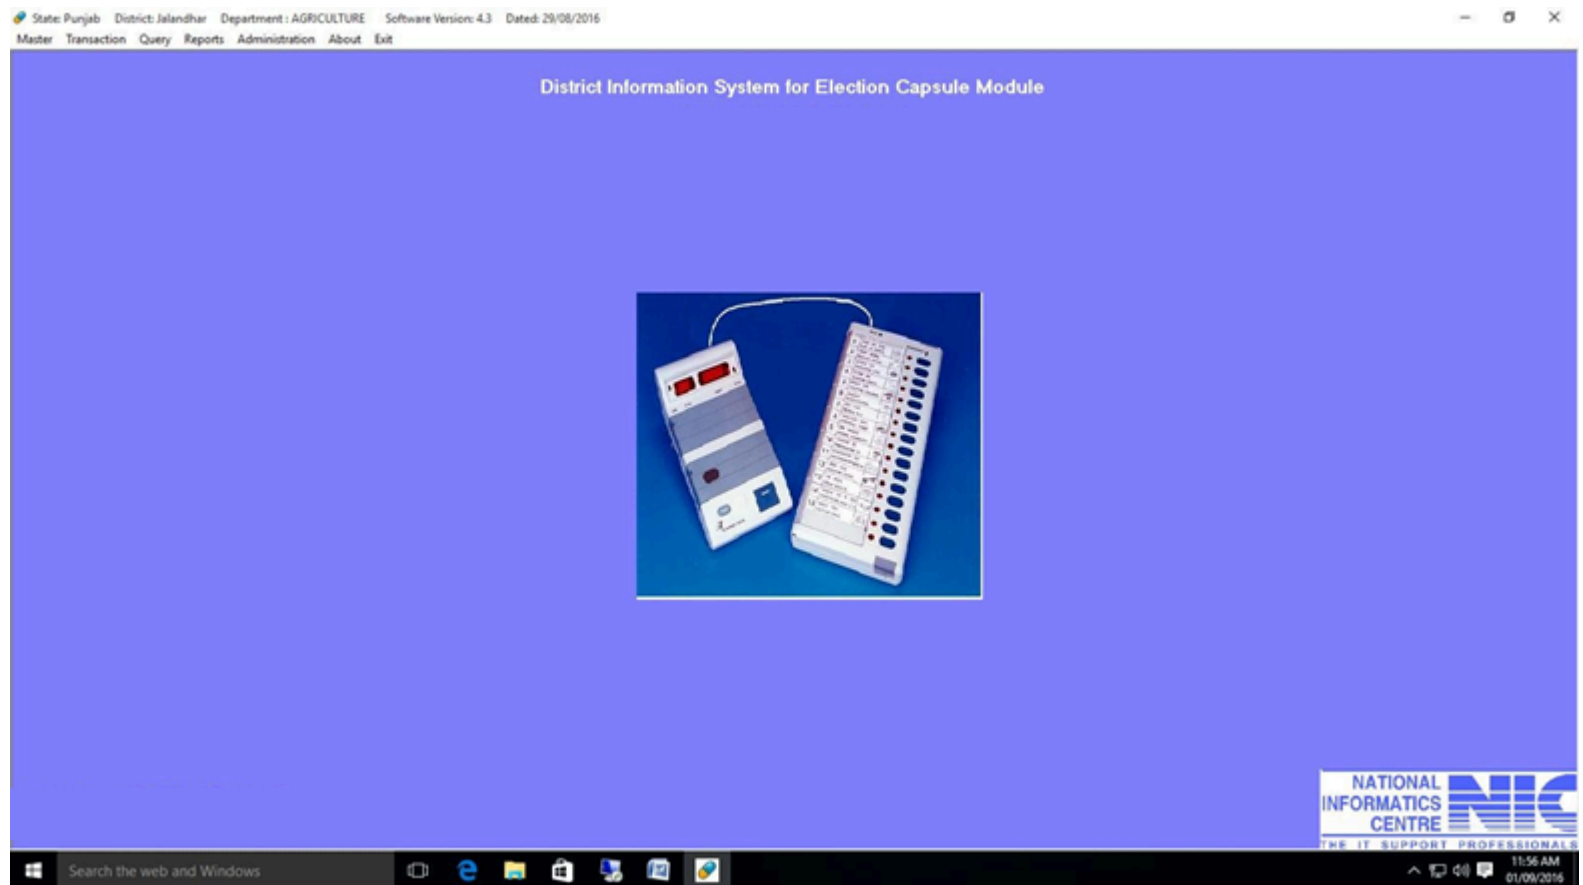 State: Punjab District: Jalandhar Department : AGRICULTURE Software Version: 4.3 Dated: 29/08/2016
Master Transaction Query Reports Administration About Exit
District Information System for Election Capsule Module
NATIONAL
INFORMATICS
CENTRE
NIC
THE IT SUPPORT PROFESSIONALS
Search the web and Windows
11:56 AM
01/09/2016